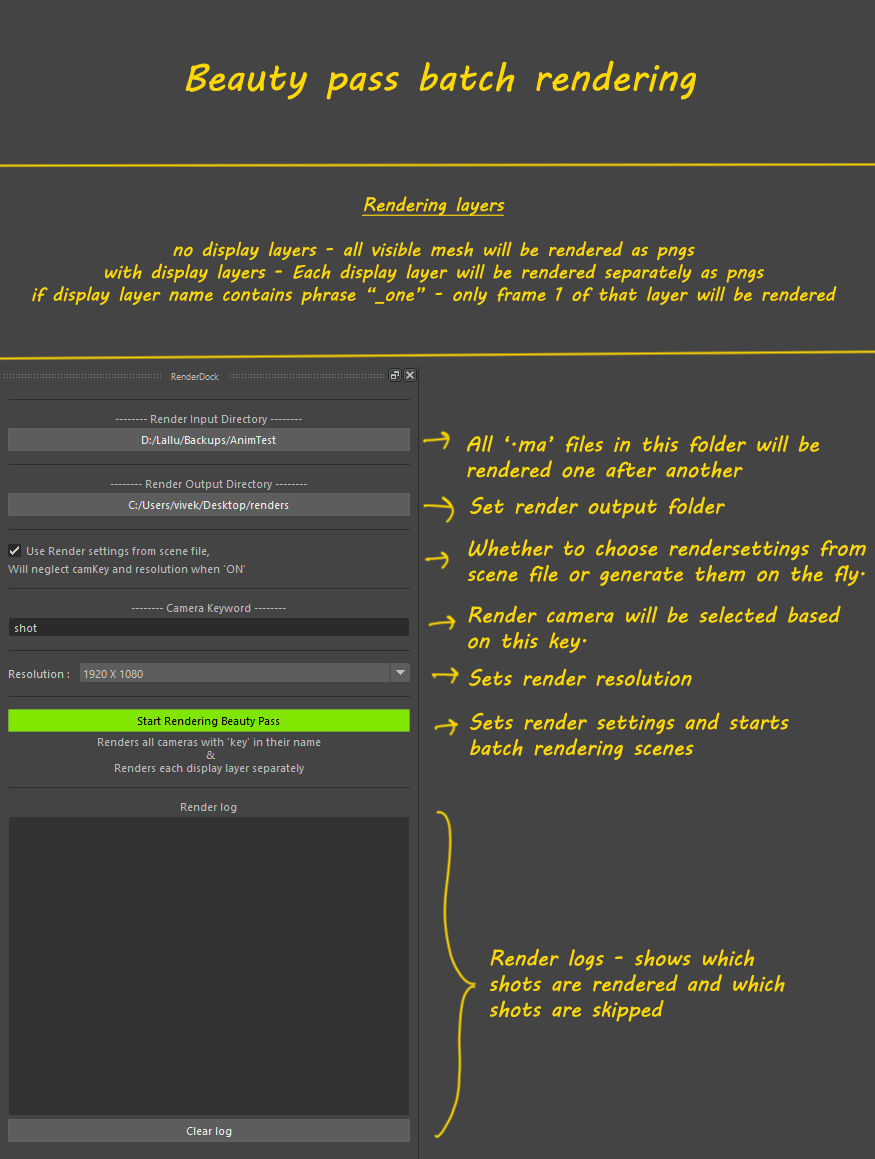 Beauty pass batch rendering
Rendering layers
no display layers - all visible mesh will be rendered as pngs
with display layers - Each display layer will be rendered separately as pngs
if display layer name contains phrase “_one” - only frame 1 of that layer will be rendered
RenderDock
-------- Render Input Directory --------
D:/Lallu/Backups/AnimTest
All ‘.ma’ files in this folder will be
rendered one after another
-------- Render Output Directory --------
C:/Users/vivek/Desktop/renders
Set render output folder
Use Render settings from scene file,
Will neglect camKey and resolution when 'ON'
Whether to choose rendersettings from
scene file or generate them on the fly.
-------- Camera Keyword --------
shot
Render camera will be selected based
on this key.
Resolution :
1920 X 1080
Sets render resolution
Start Rendering Beauty Pass
Renders all cameras with 'key' in their name
&
Renders each display layer separately
Sets render settings and starts
batch rendering scenes
Render log
Render logs - shows which
shots are rendered and which
shots are skipped
Clear log